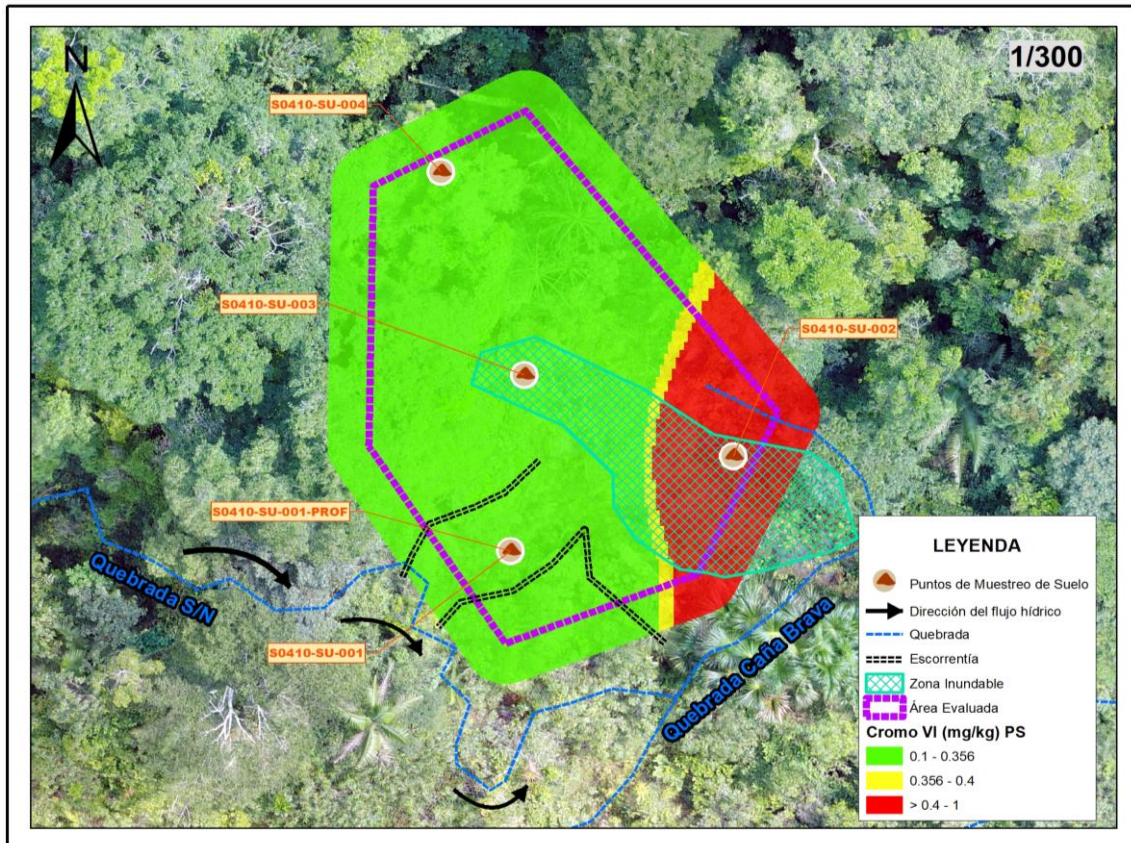 N
1/300
S0410-SU-004
S0410-SU-003
S0410-SU-002
S0410-SU-001-PROF
Quebrada S/N
S0410-SU-001
Quebrada Caña Brava
LEYENDA
Puntos de Muestreo de Suelo
Dirección del flujo hídrico
Quebrada
Escorrentía
Zona Inundable
Área Evaluada
Cromo VI (mg/kg) PS
0.1 - 0.356
0.356 - 0.4
> 0.4 - 1